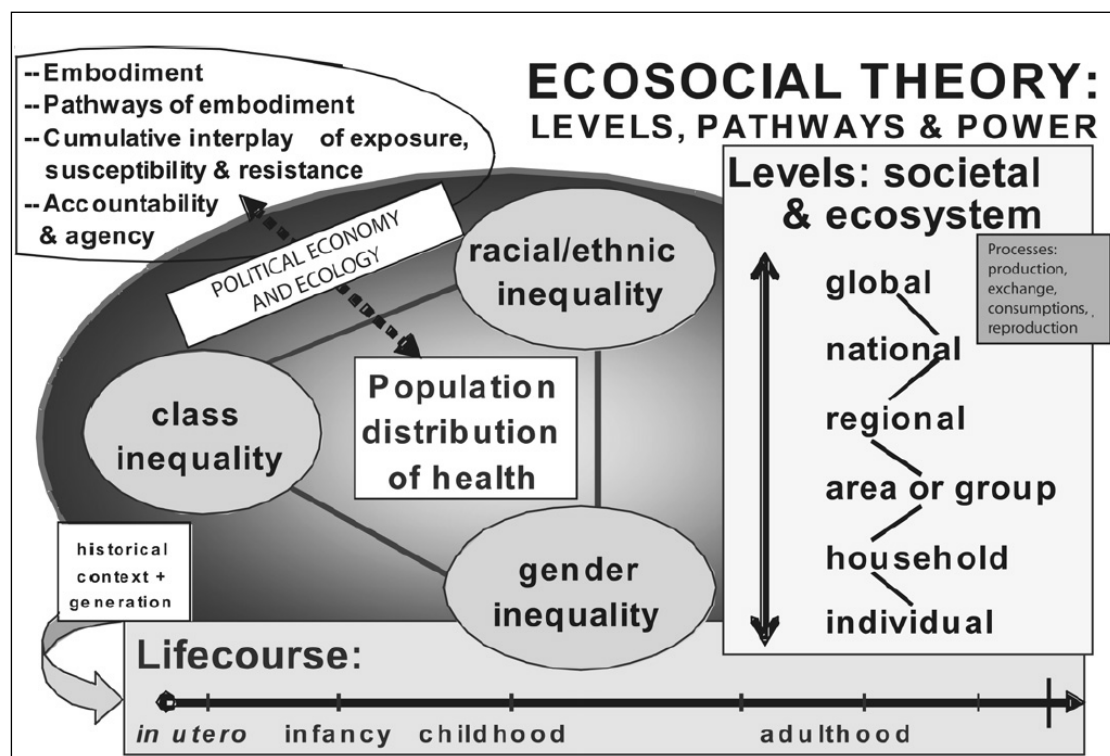 --Embodiment
--Pathways of embodiment
--Cumulative interplay of exposure,
susceptibility & resistance
--Accountability
& agency
ECOSOCIAL THEORY:
LEVELS, PATHWAYS & POWER
POLITICAL ECONOMY
AND ECOLOGY
racial/ethnic
inequality
class
inequality
Population
distribution
of health
gender
inequality
historical
context +
generation
Levels: societal
& ecosystem
Processes:
production,
exchange,
consumptions,
reproduction
global
national
regional
area or group
household
individual
Lifecourse:
in utero infancy childhood adulthood